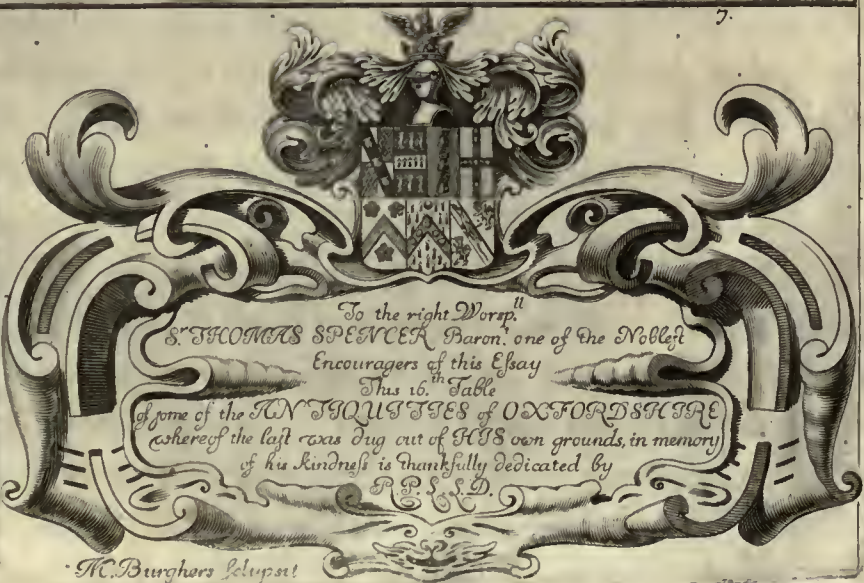 7.
To the right Worsp.ll
Sr. THOMAS SPENCER Baron.t one of the Noblest
Encouragers of this Essay
This 16.th Table
of some of the ANTIQUITIES of OXFORDSHIRE
whereof the last was dug out of HIS own grounds, in memory
of his kindness is thankfully dedicated by
R.P.L.L.D.
M.Burghers sculpsit